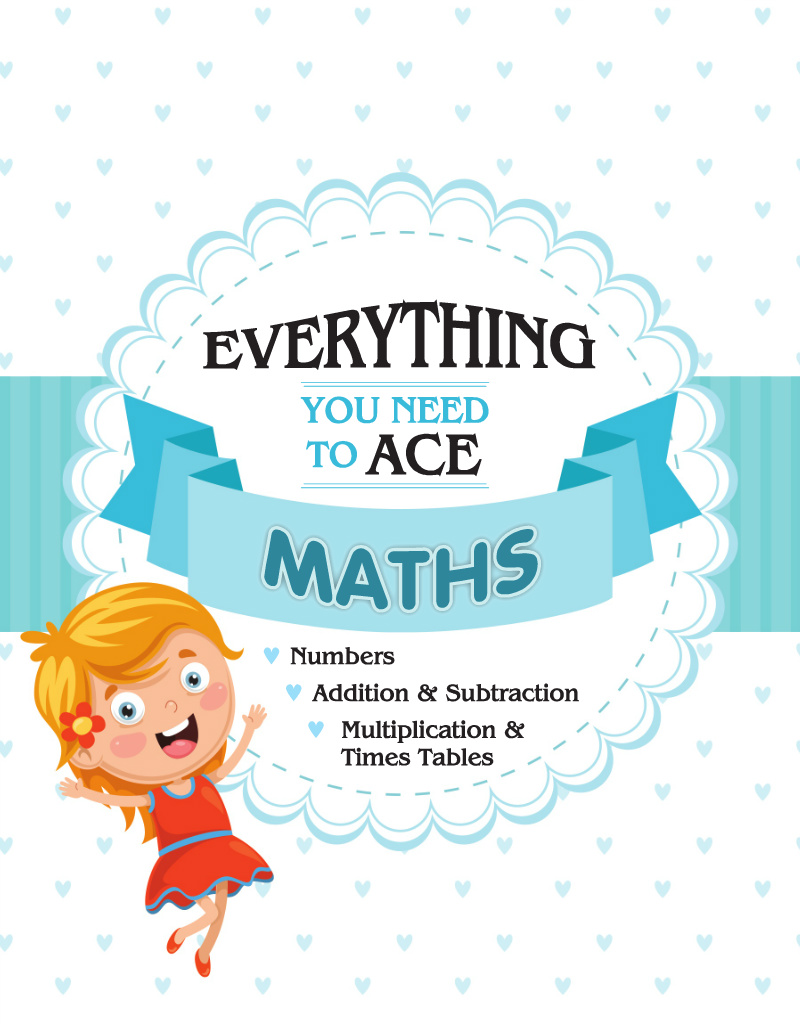 EVERYTHING
YOU NEED
TO ACE
MATHS
Numbers
Addition & Subtraction
Multiplication &
Times Tables